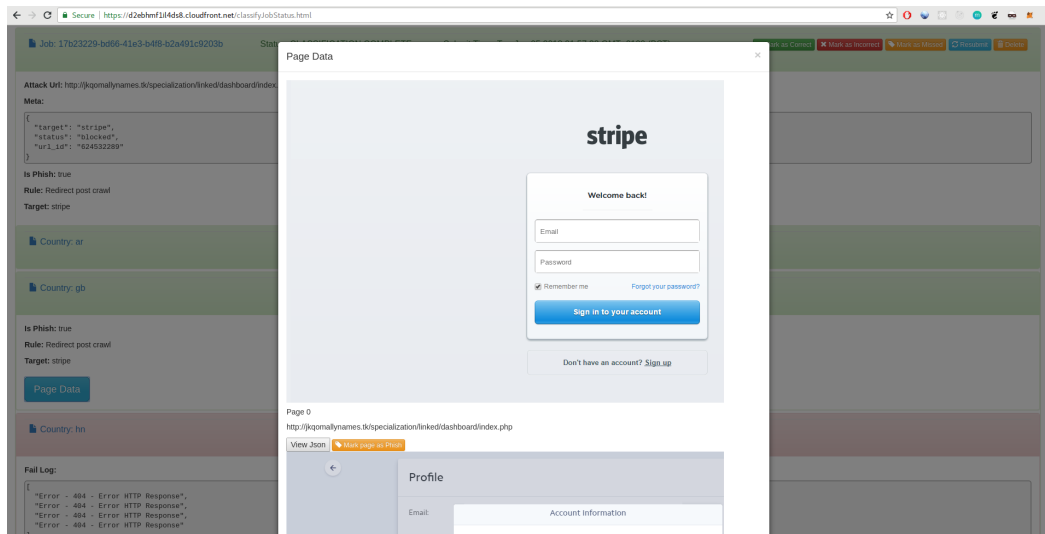 Secure | https://d2ebhmf1il4ds8.cloudfront.net/classifyJobStatus.html
Job: 17b23229-bd66-41e3-b4f8-b2a491c9203b
Mark as Correct
Mark as Incorrect
Mark as Missed
Resubmit
Delete
Page Data
×
Attack Url: http://jkqomallynames.tk/specialization/linked/dashboard/index.
Meta:
{
"target": "stripe",
"status": "blocked",
"url_id": "624532289"
}
Is Phish: true
Rule: Redirect post crawl
Target: stripe
Country: ar
Country: gb
Is Phish: true
Rule: Redirect post crawl
Target: stripe
Page Data
Country: hn
Fail Log:
[
"Error - 404 - Error HTTP Response",
"Error - 404 - Error HTTP Response",
"Error - 404 - Error HTTP Response",
"Error - 404 - Error HTTP Response"
stripe
Welcome back!
Email
Password
Remember me
Forgot your password?
Sign in to your account
Don't have an account? Sign up
Page 0
http://jkqomallynames.tk/specialization/linked/dashboard/index.php
View Json
Mark page as Phish
Profile
Email:
Account Information